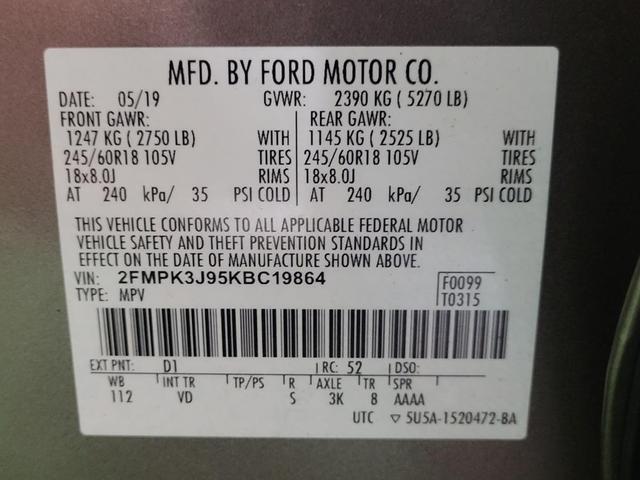 MFD. BY FORD MOTOR CO.
DATE: 05/19 GVWR: 2390 KG ( 5270 LB)
FRONT GAWR: REAR GAWR:
1247 KG ( 2750 LB) WITH 1145 KG ( 2525 LB) WITH
245/60R18 105V TIRES 245/60R18 105V TIRES
18x8.0J RIMS 18x8.0J RIMS
AT 240 kPa/ 35 PSI COLD AT 240 kPa/ 35 PSI COLD
THIS VEHICLE CONFORMS TO ALL APPLICABLE FEDERAL MOTOR
VEHICLE SAFETY AND THEFT PREVENTION STANDARDS IN
EFFECT ON THE DATE OF MANUFACTURE SHOWN ABOVE.
VIN: 2FMPK3J95KBC19864 F0099
TYPE: MPV T0315
EXT PNT: D1 RC: 52 DSO:
WB INT TR TP/PS R AXLE TR SPR
112 VD S 3K 8 AAAA
UTC ▽ 5U5A-1520472-BA